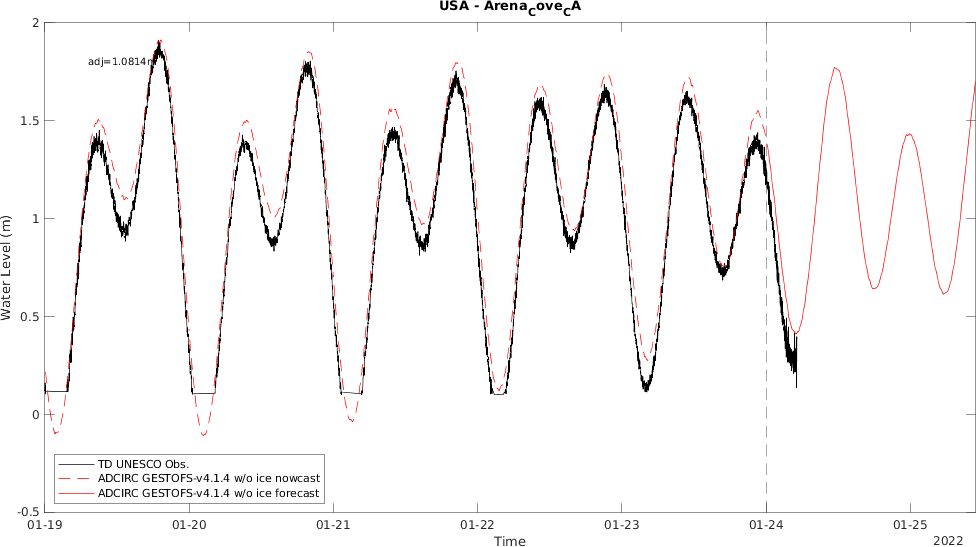 USA - ArenaCoveCA
adj=1.0814m
2
1.5
1
0.5
0
-0.5
Water Level (m)
TD UNESCO Obs.
ADCIRC GESTOFS-v4.1.4 w/o ice nowcast
ADCIRC GESTOFS-v4.1.4 w/o ice forecast
01-19 01-20 01-21 01-22 01-23 01-24 01-25
Time
2022